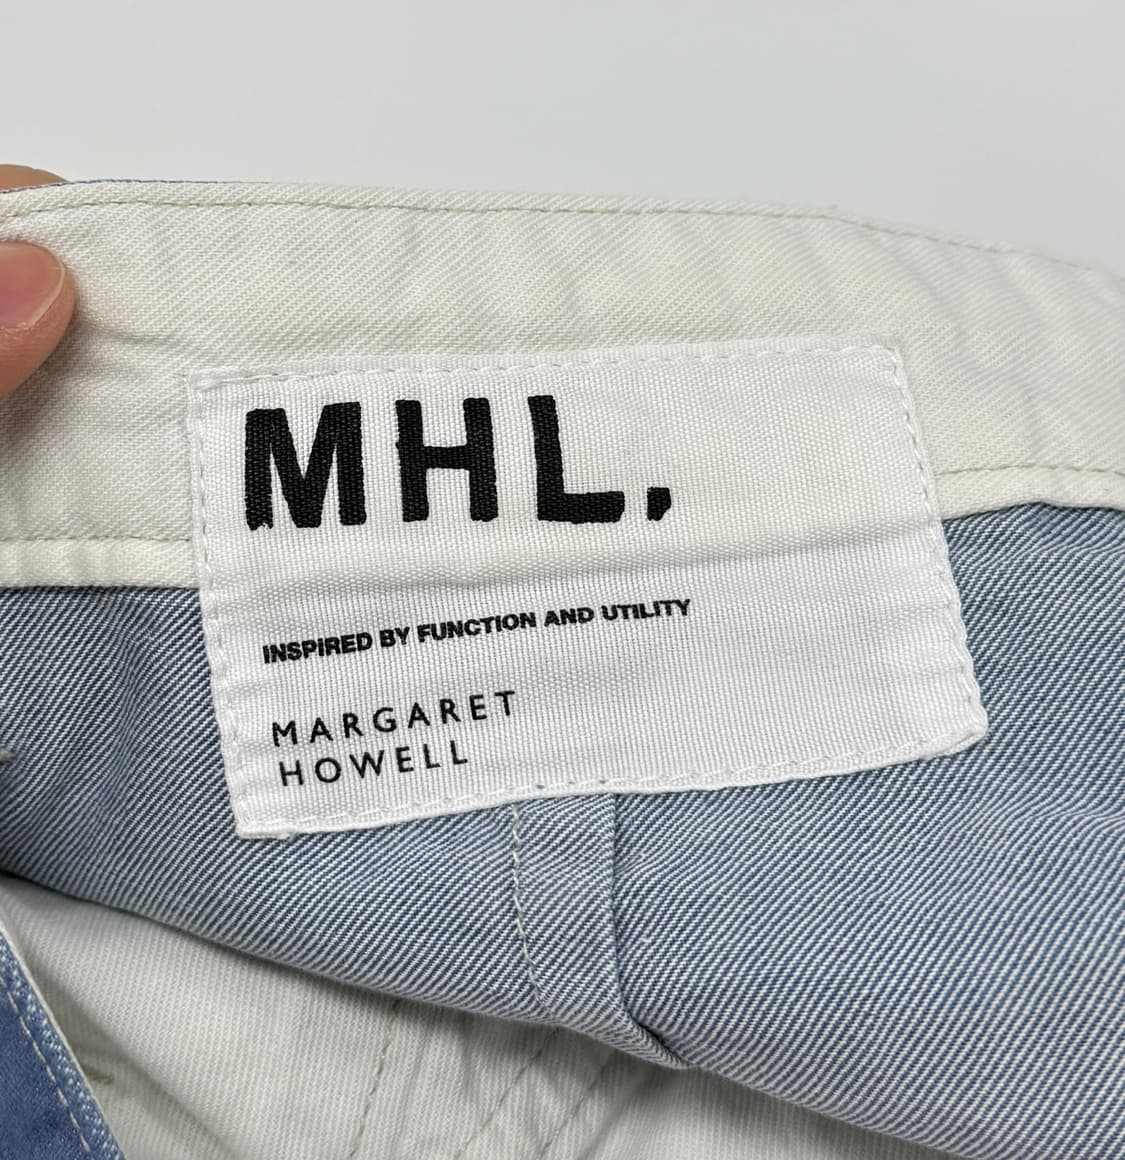 MHL.
INSPIRED BY FUNCTION AND UTILITY
MARGARET
HOWELL